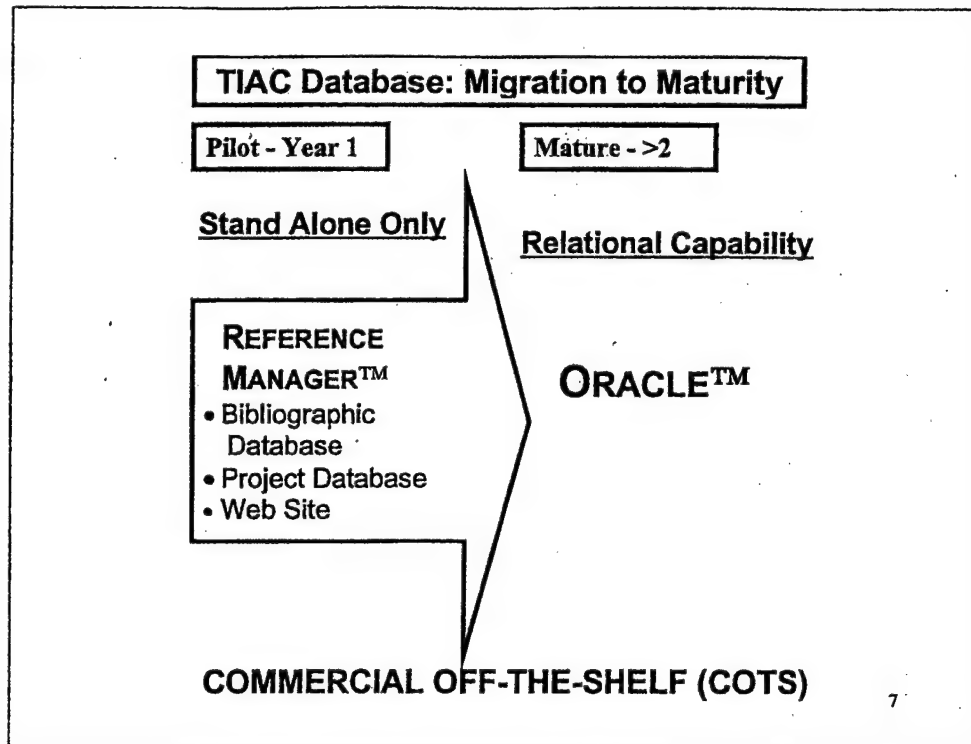 TIAC Database: Migration to Maturity
Pilot - Year 1
Mature - >2
Stand Alone Only
Relational Capability
REFERENCE
MANAGER™
• Bibliographic
Database
• Project Database
• Web Site
ORACLE™
COMMERCIAL OFF-THE-SHELF (COTS)
7